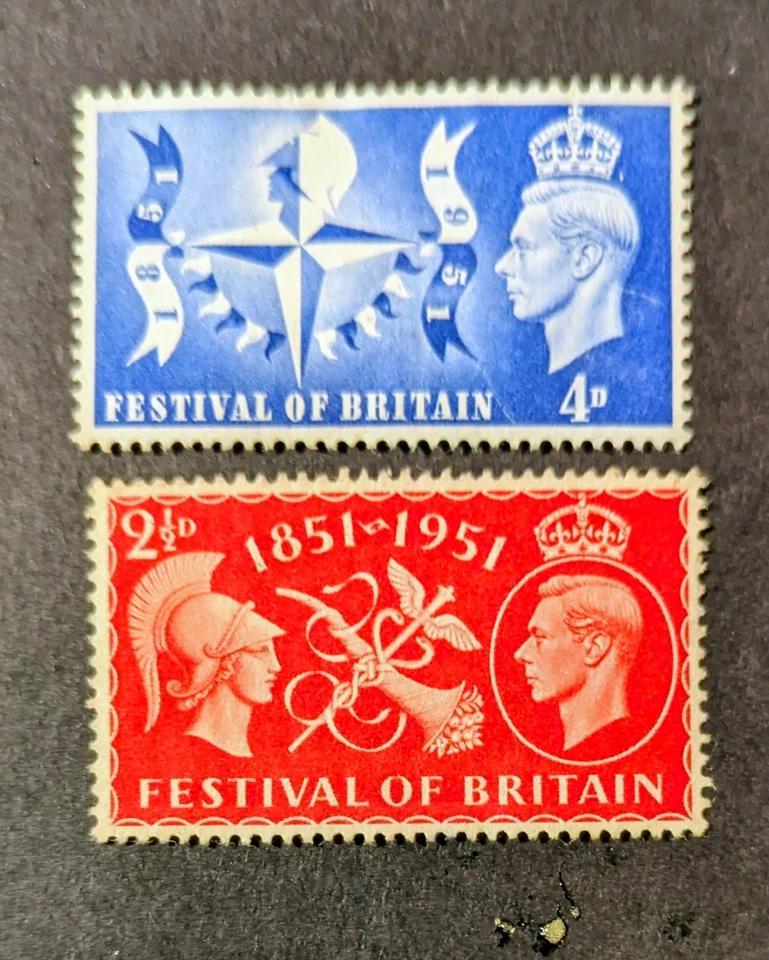 1851
1951
FESTIVAL OF BRITAIN
4D
2½D
1851-1951
FESTIVAL OF BRITAIN